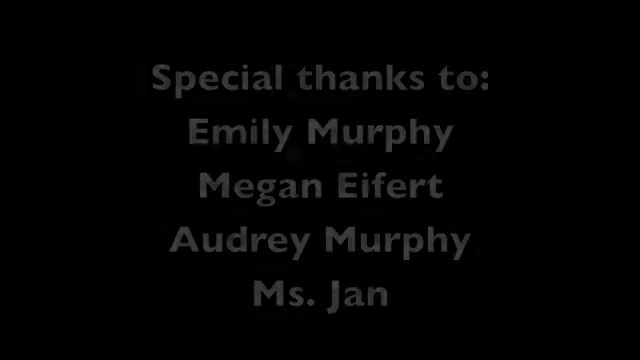 Special thanks to:
Emily Murphy
Megan Eifert
Audrey Murphy
Ms. Jan